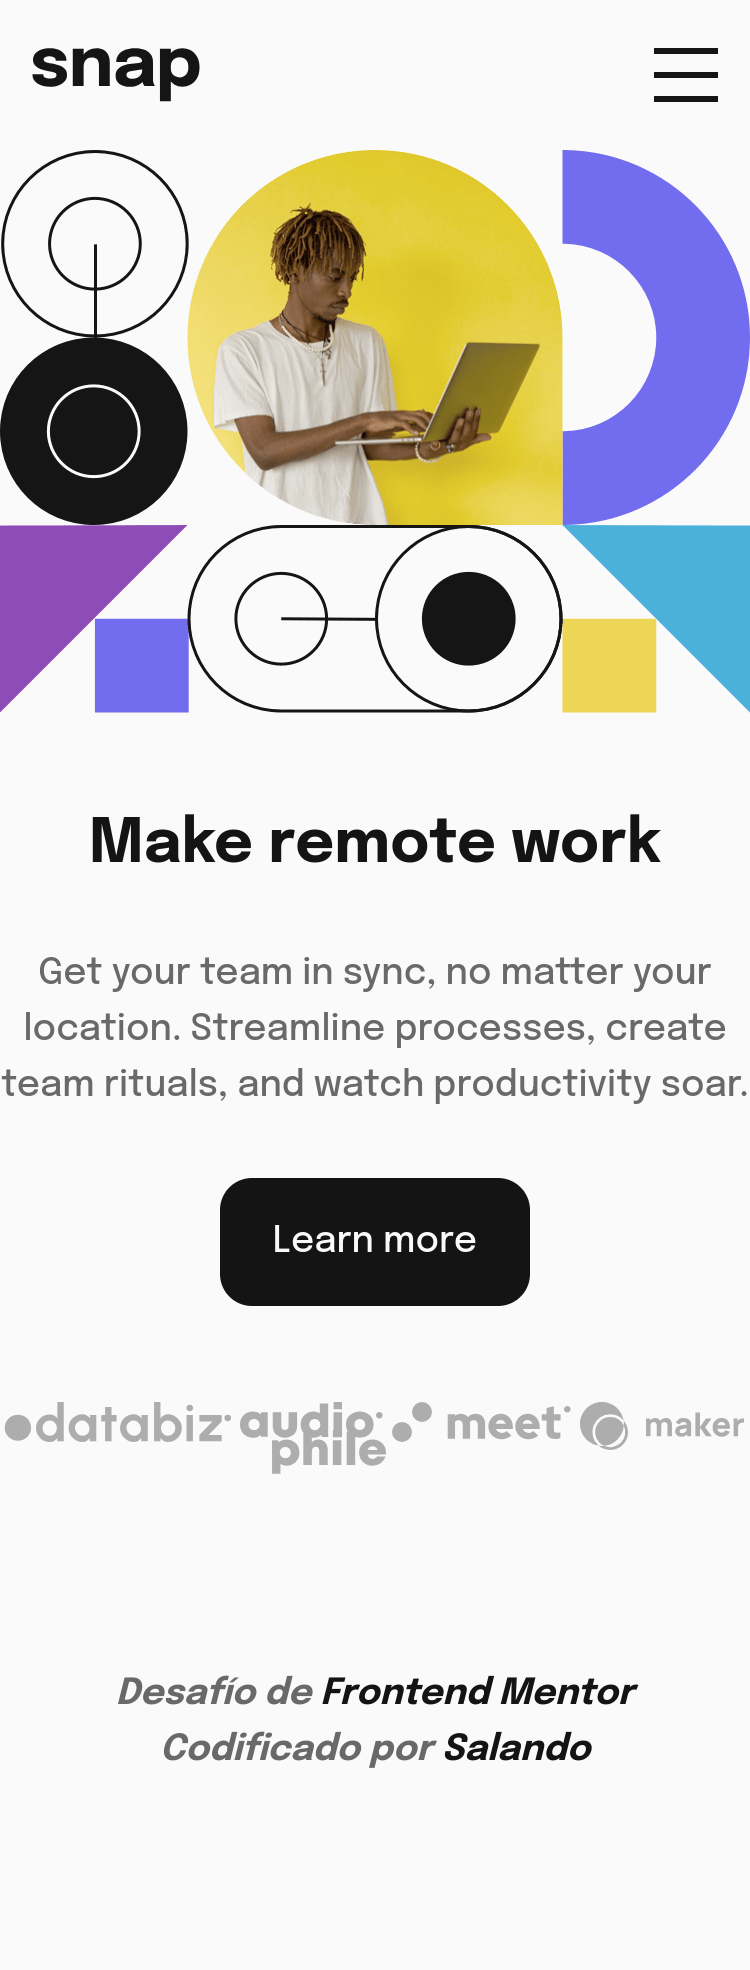 snap
Make remote work
Get your team in sync, no matter your
location. Streamline processes, create
team rituals, and watch productivity soar.
Learn more
databiz audiophile meet maker
Desafío de Frontend Mentor
Codificado por Salando